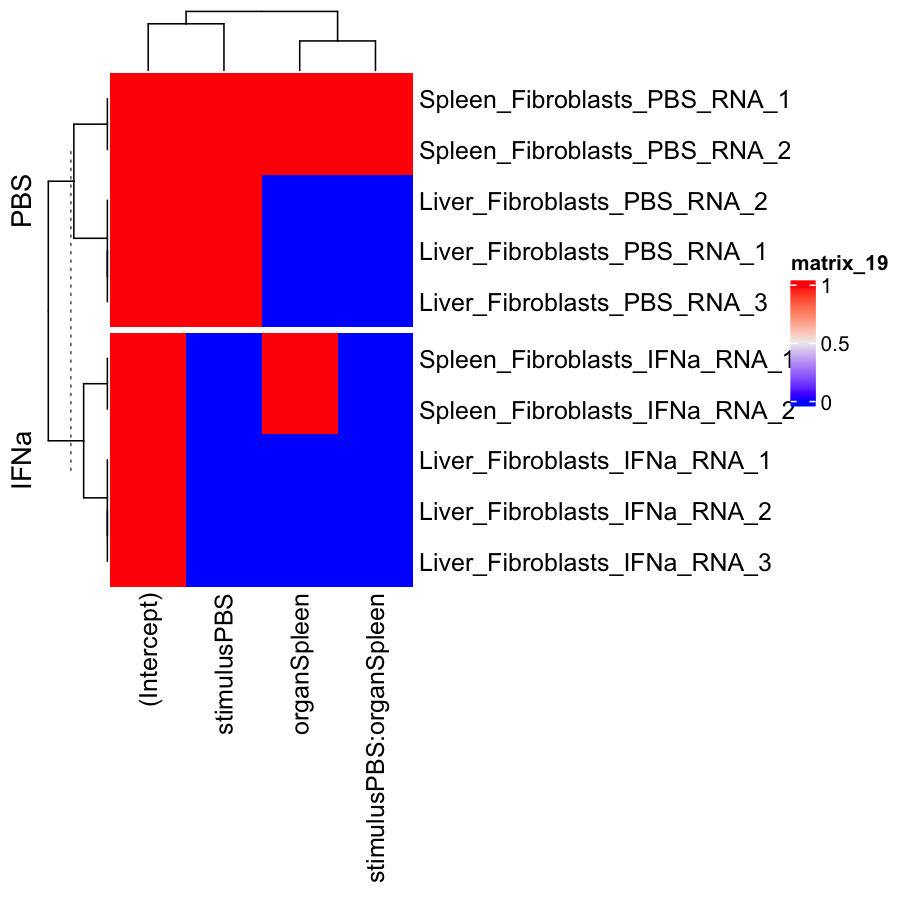 PBS
IFNa
Spleen_Fibroblasts_PBS_RNA_1
Spleen_Fibroblasts_PBS_RNA_2
Liver_Fibroblasts_PBS_RNA_2
Liver_Fibroblasts_PBS_RNA_1
Liver_Fibroblasts_PBS_RNA_3
Spleen_Fibroblasts_IFNa_RNA_1
Spleen_Fibroblasts_IFNa_RNA_2
Liver_Fibroblasts_IFNa_RNA_1
Liver_Fibroblasts_IFNa_RNA_2
Liver_Fibroblasts_IFNa_RNA_3
matrix_19
1
0.5
0
(Intercept)
stimulusPBS
organSpleen
stimulusPBS:organSpleen